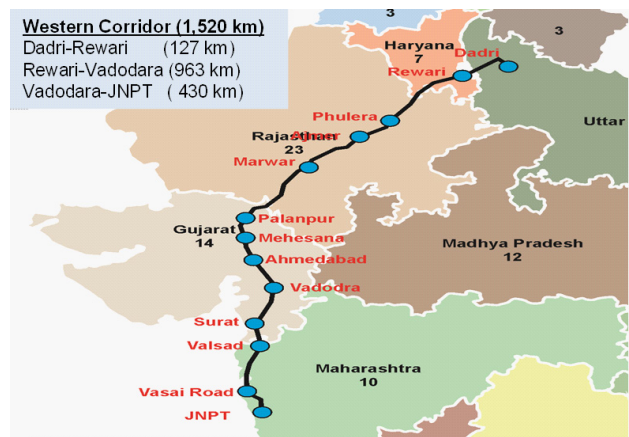 Western Corridor (1,520 km)
Dadri-Rewari (127 km)
Rewari-Vadodara (963 km)
Vadodara-JNPT ( 430 km)
3
3
Haryana
7
Dadri
Rewari
Phulera
Uttar
Rajasthan
Ajmer
23
Marwar
Palanpur
Gujarat
14
Mehesana
Madhya Pradesh
12
Ahmedabad
Vadodra
Surat
Valsad
Maharashtra
10
Vasai Road
JNPT